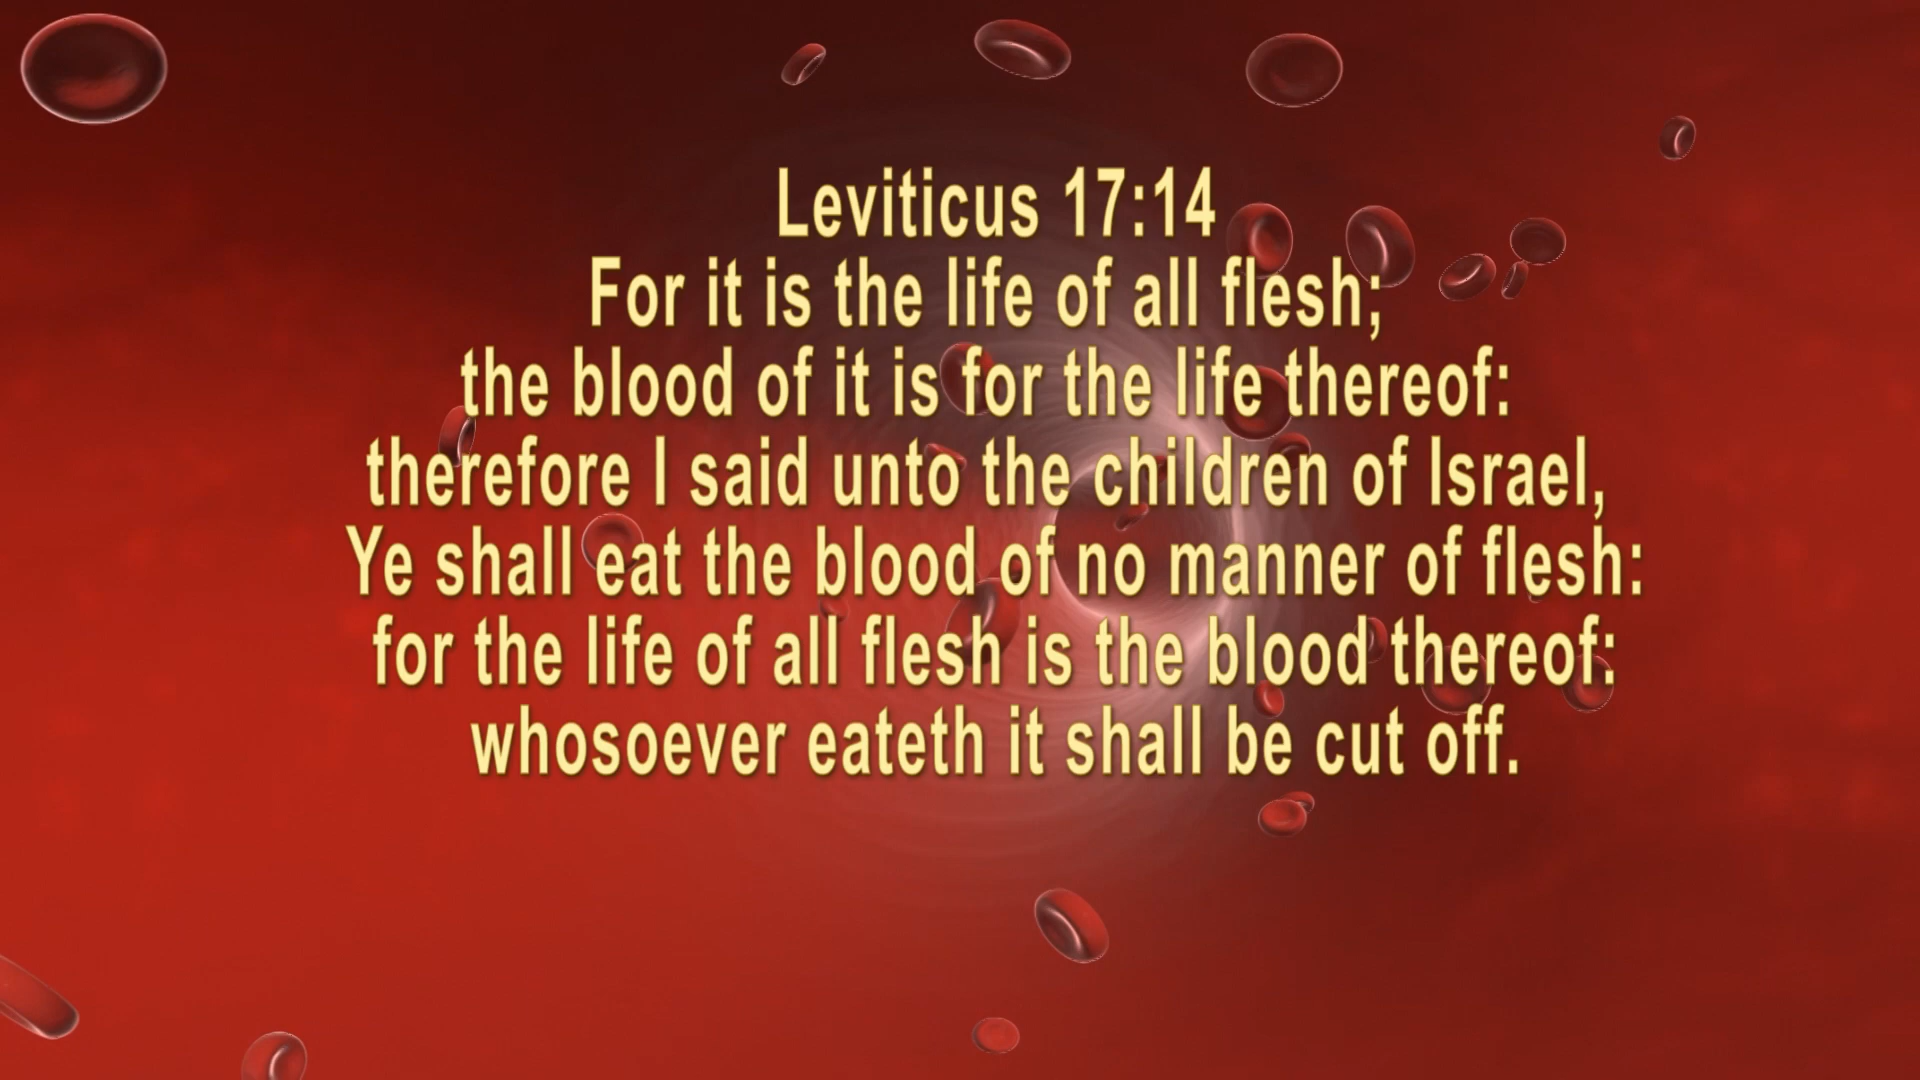 Leviticus 17:14
For it is the life of all flesh;
the blood of it is for the life thereof:
therefore I said unto the children of Israel,
Ye shall eat the blood of no manner of flesh:
for the life of all flesh is the blood thereof:
whosoever eateth it shall be cut off.